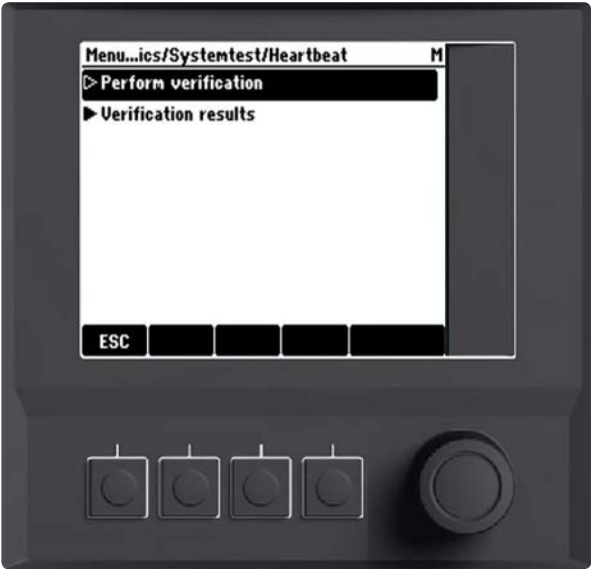 Menu...ics/Systemtest/Heartbeat M
Perform verification
Verification results
ESC